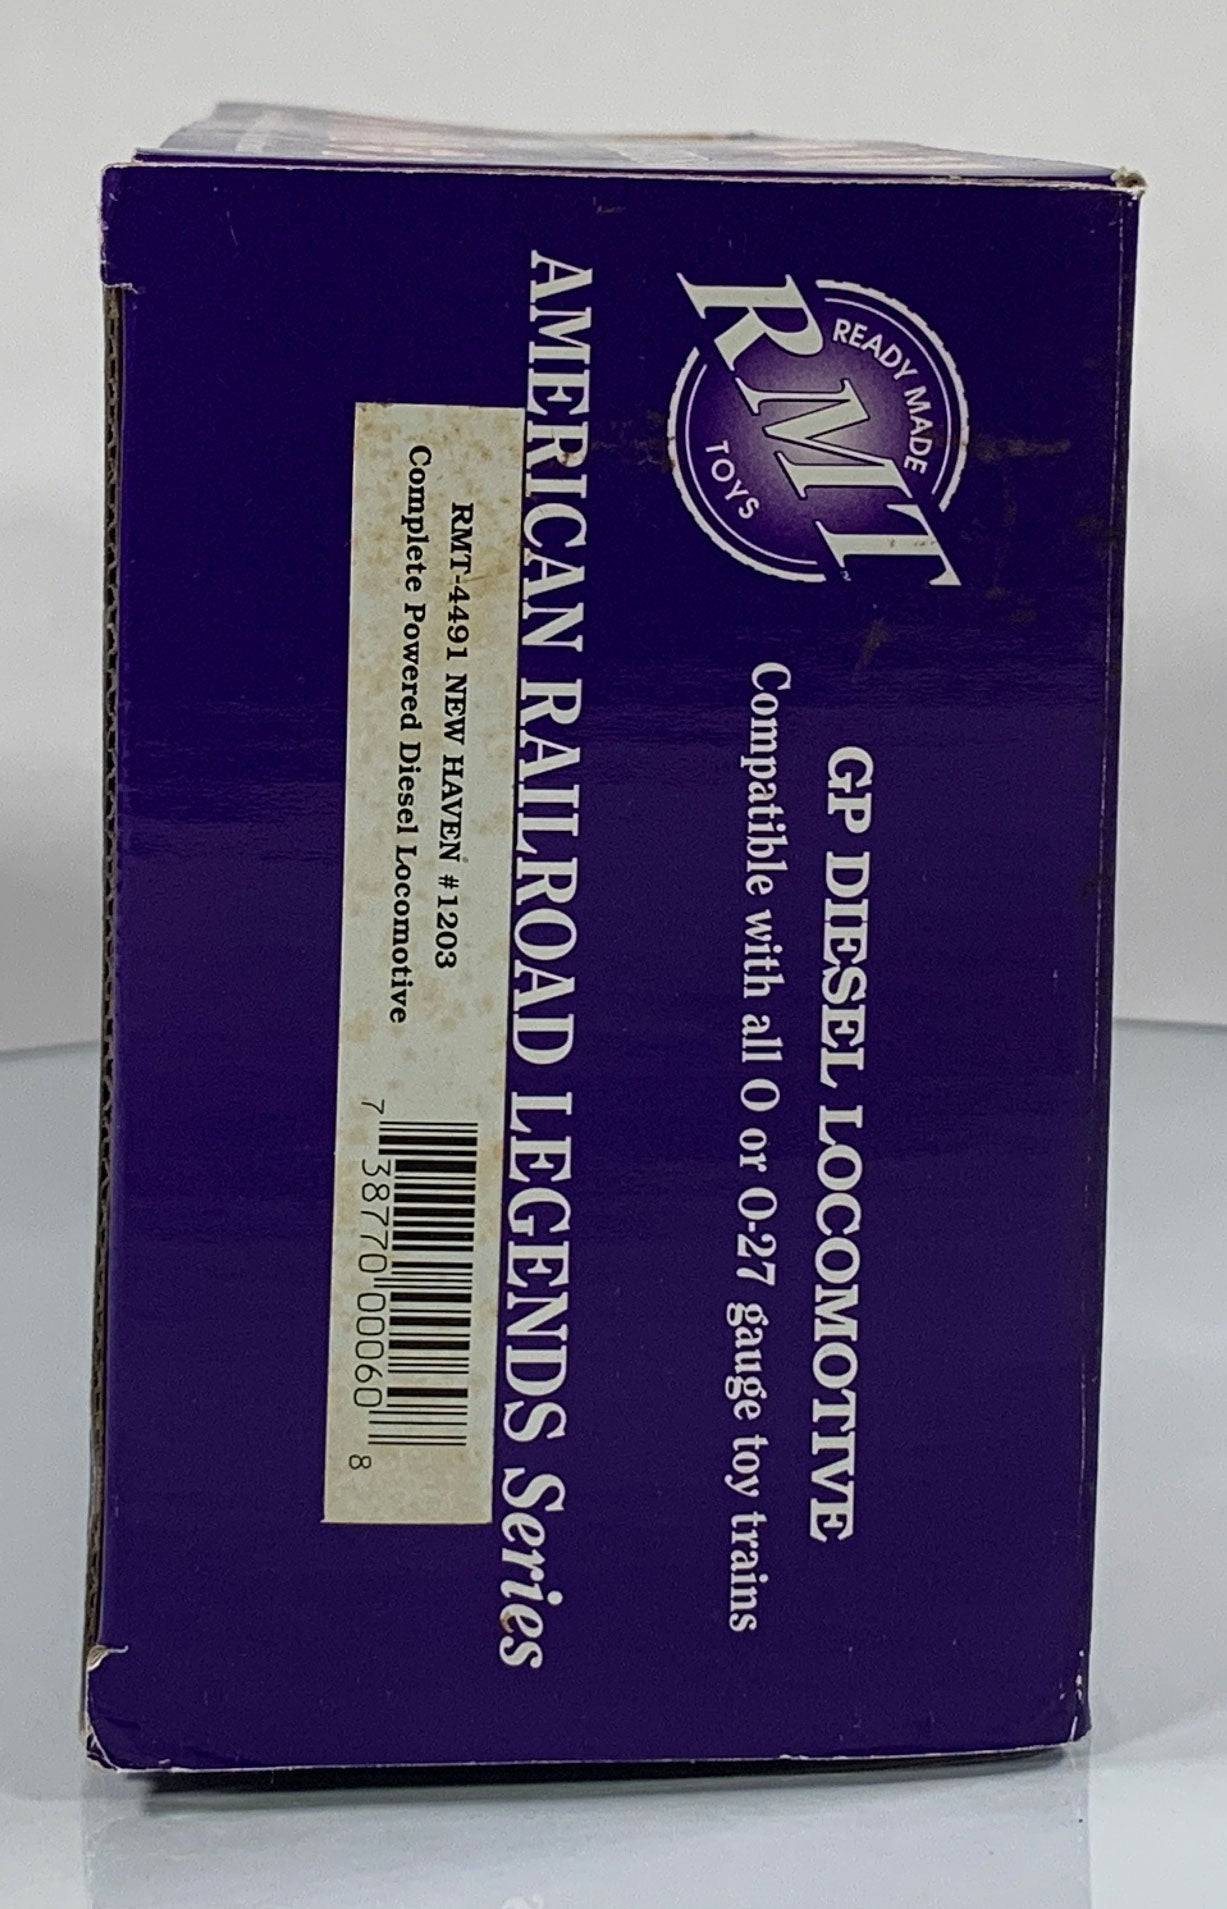 READY MADE
RMT™
TOYS
GP DIESEL LOCOMOTIVE
Compatible with all O or O-27 gauge toy trains
AMERICAN RAILROAD LEGENDS Series
RMT-4491 NEW HAVEN #1203
Complete Powered Diesel Locomotive
7 38770 00060 8